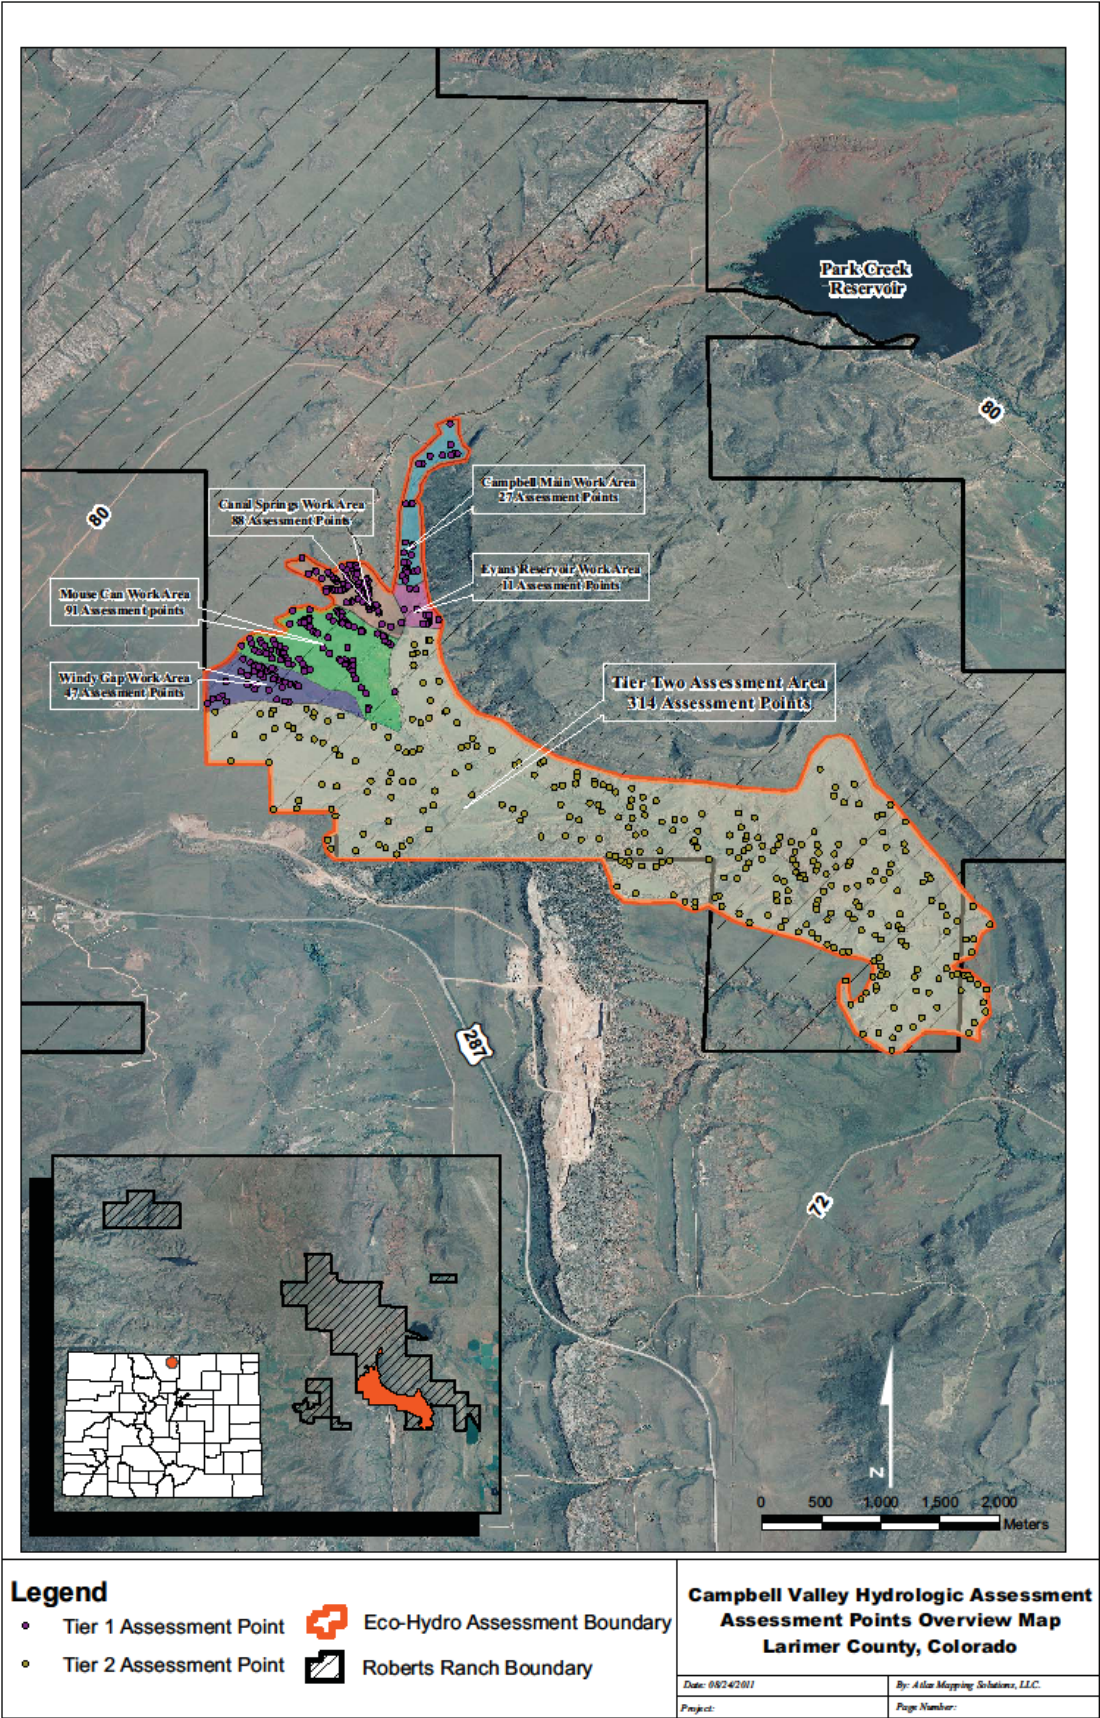 Park Creek
Reservoir
80
Campbell Main Work Area
27 Assessment Points
Canal Springs Work Area
88 Assessment Points
80
Evans Reservoir Work Area
11 Assessment Points
Mouse Can Work Area
91 Assessment points
Windy Gap Work Area
47 Assessment Points
Tier Two Assessment Area
314 Assessment Points
287
72
N
0 500 1,000 1,500 2,000
Meters
Legend
Tier 1 Assessment Point
Tier 2 Assessment Point
Eco-Hydro Assessment Boundary
Roberts Ranch Boundary
Campbell Valley Hydrologic Assessment
Assessment Points Overview Map
Larimer County, Colorado
Date: 08/24/2011
By: Atlas Mapping Solutions, LLC.
Project:
Page Number: